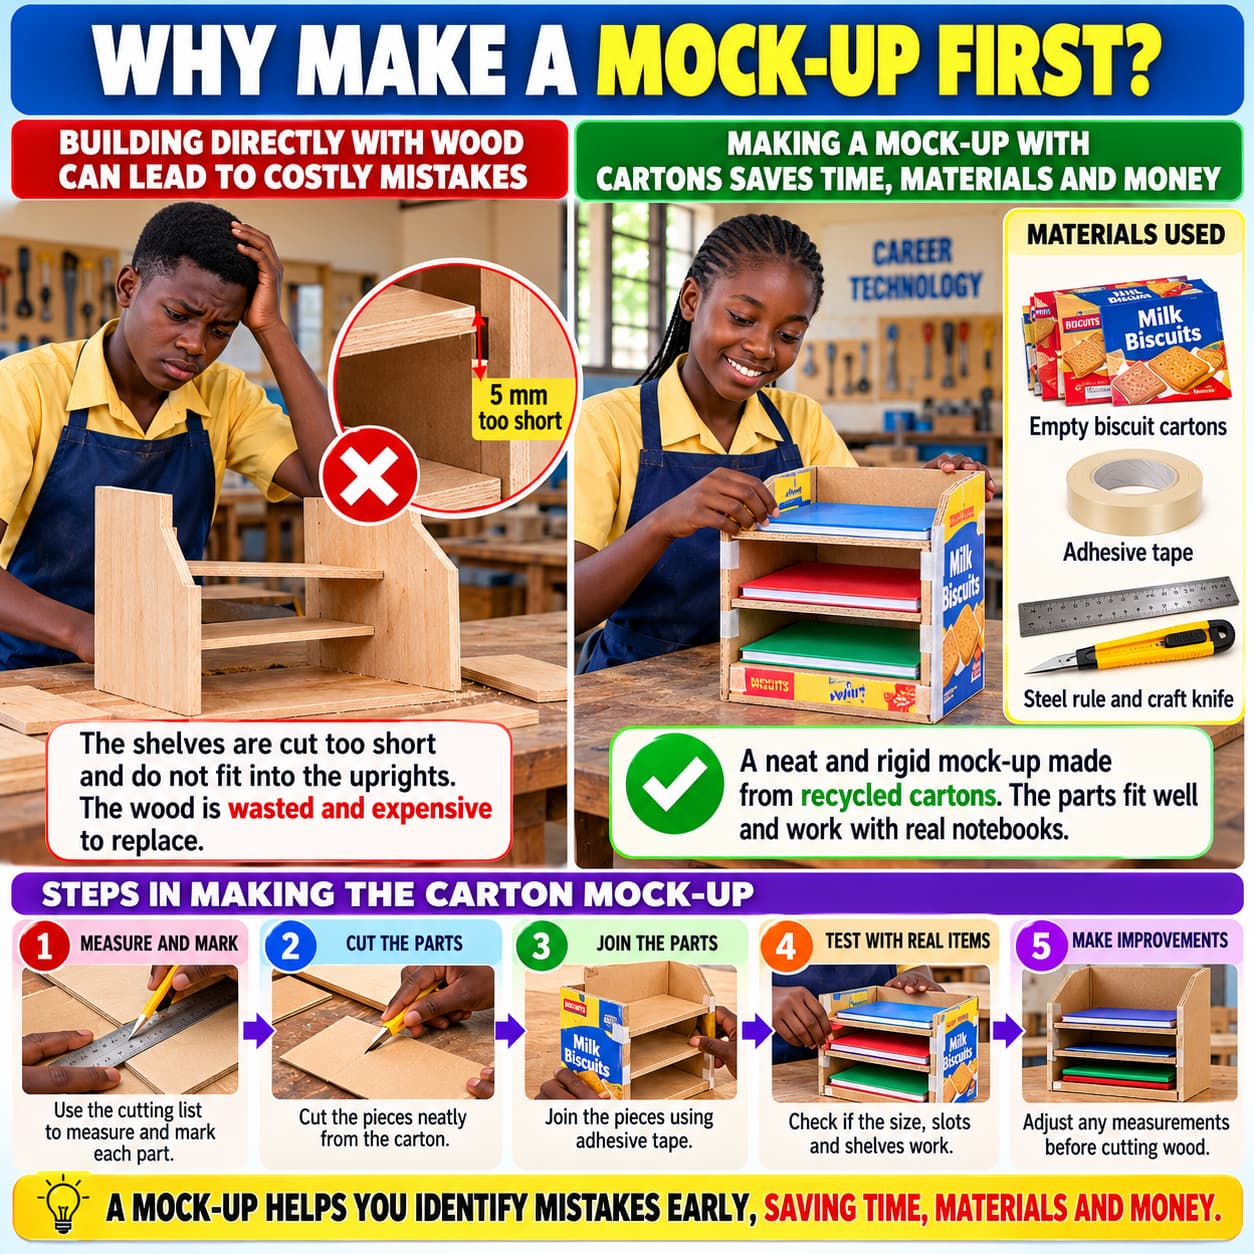 WHY MAKE A MOCK-UP FIRST?
BUILDING DIRECTLY WITH WOOD
CAN LEAD TO COSTLY MISTAKES
MAKING A MOCK-UP WITH
CARTONS SAVES TIME, MATERIALS AND MONEY
5 mm
too short
CAREER
TECHNOLOGY
MATERIALS USED
BISCUITS
Milk
Biscuits
Milk
Biscuits
Empty biscuit cartons
Adhesive tape
Steel rule and craft knife
Milk
Biscuits
BISCUITS
The shelves are cut too short
and do not fit into the uprights.
The wood is wasted and expensive
to replace.
A neat and rigid mock-up made
from recycled cartons. The parts fit well
and work with real notebooks.
STEPS IN MAKING THE CARTON MOCK-UP
1 MEASURE AND MARK
Use the cutting list
to measure and mark
each part.
2 CUT THE PARTS
Cut the pieces neatly
from the carton.
3 JOIN THE PARTS
Milk
Biscuits
Join the pieces using
adhesive tape.
4 TEST WITH REAL ITEMS
Milk
Biscuits
Check if the size, slots
and shelves work.
5 MAKE IMPROVEMENTS
Adjust any measurements
before cutting wood.
A MOCK-UP HELPS YOU IDENTIFY MISTAKES EARLY, SAVING TIME, MATERIALS AND MONEY.